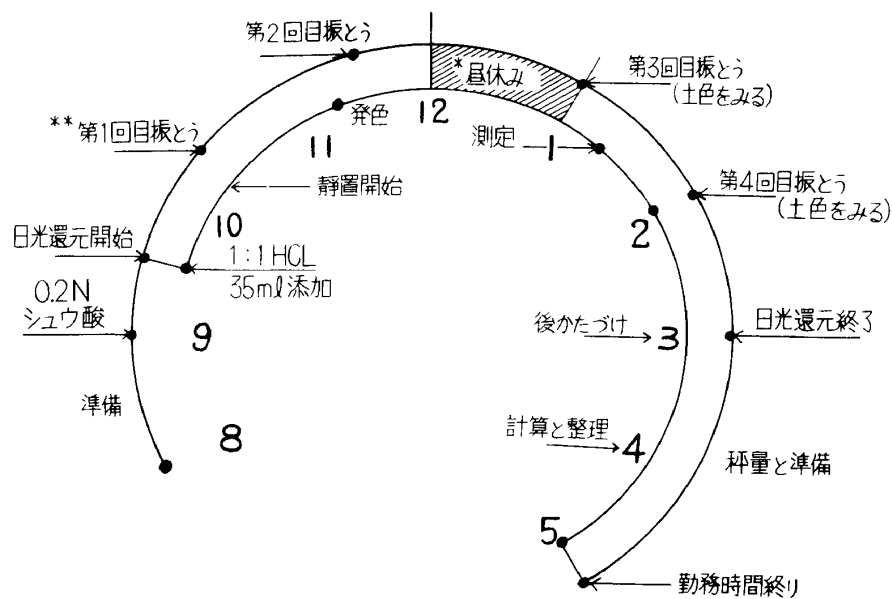 第2回目振とう
*昼休み
第3回目振とう
(土色をみる)
**第1回目振とう
発色
12
11
測定
1
靜置開始
第4回目振とう
(土色をみる)
10
2
日光還元開始
1:1 HCL
35mℓ添加
0.2N
シュウ酸
9
後かたづけ
3
日光還元終了
準備
8
計算と整理
4
秤量と準備
5
勤務時間終り